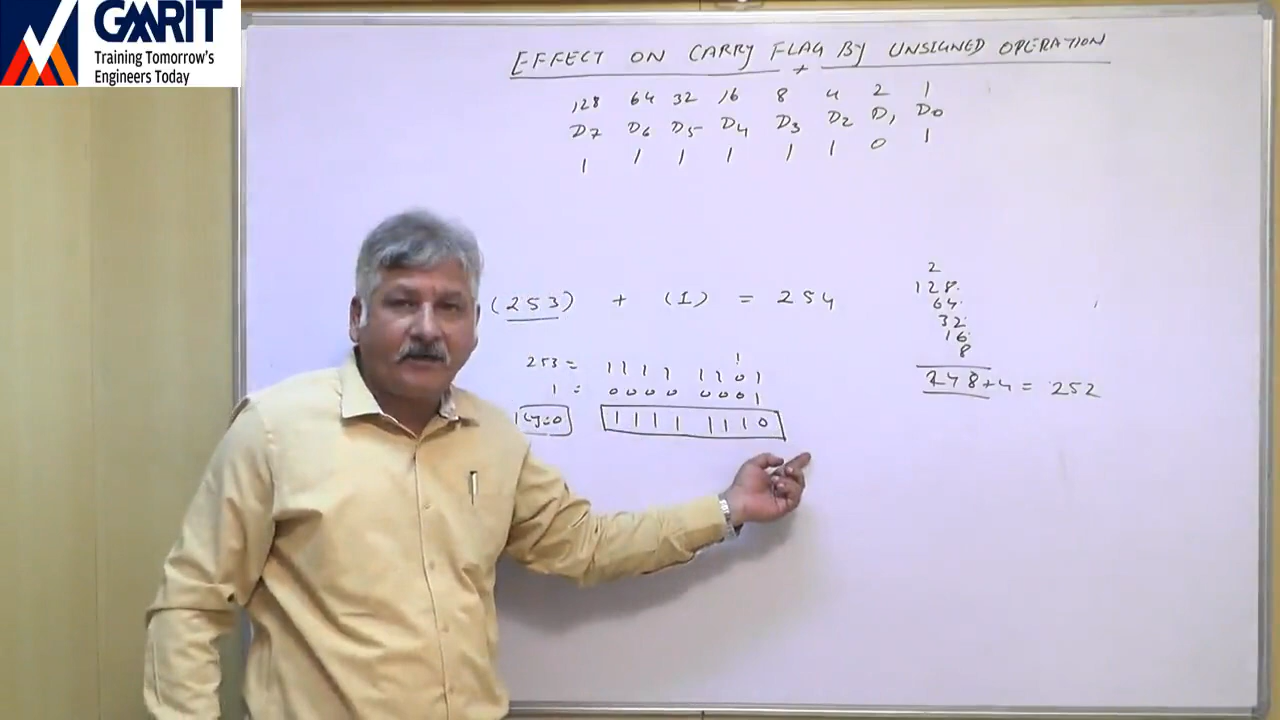 GMRIT
Training Tomorrow's
Engineers Today
EFFECT ON CARRY FLAG BY UNSIGNED OPERATION
128 64 32 16 8 4 2 1
D7 D6 D5 D4 D3 D2 D1 D0
1 1 1 1 1 1 0 1
(253) + (1) = 254
253 = 1111 1101
1 = 0000 0001
Cy=0 1111 1110
2
128
64
32
16
8
248+4 = 252